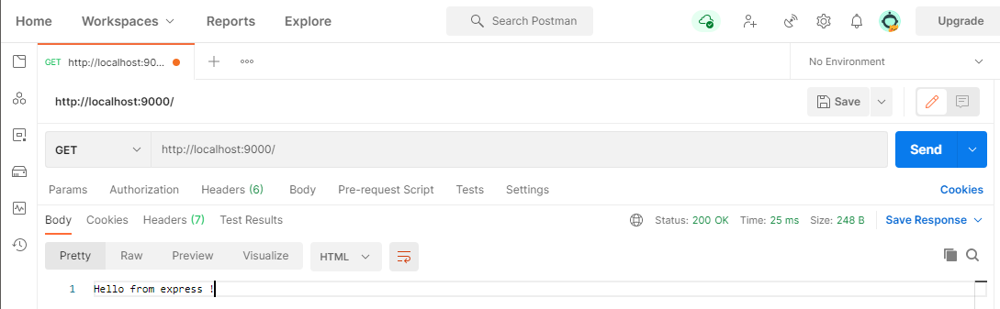 Home Workspaces Reports Explore Search Postman Upgrade
GET http://localhost:90... No Environment
http://localhost:9000/ Save
GET http://localhost:9000/ Send
Params Authorization Headers (6) Body Pre-request Script Tests Settings Cookies
Body Cookies Headers (7) Test Results Status: 200 OK Time: 25 ms Size: 248 B Save Response
Pretty Raw Preview Visualize HTML
1 Hello from express !